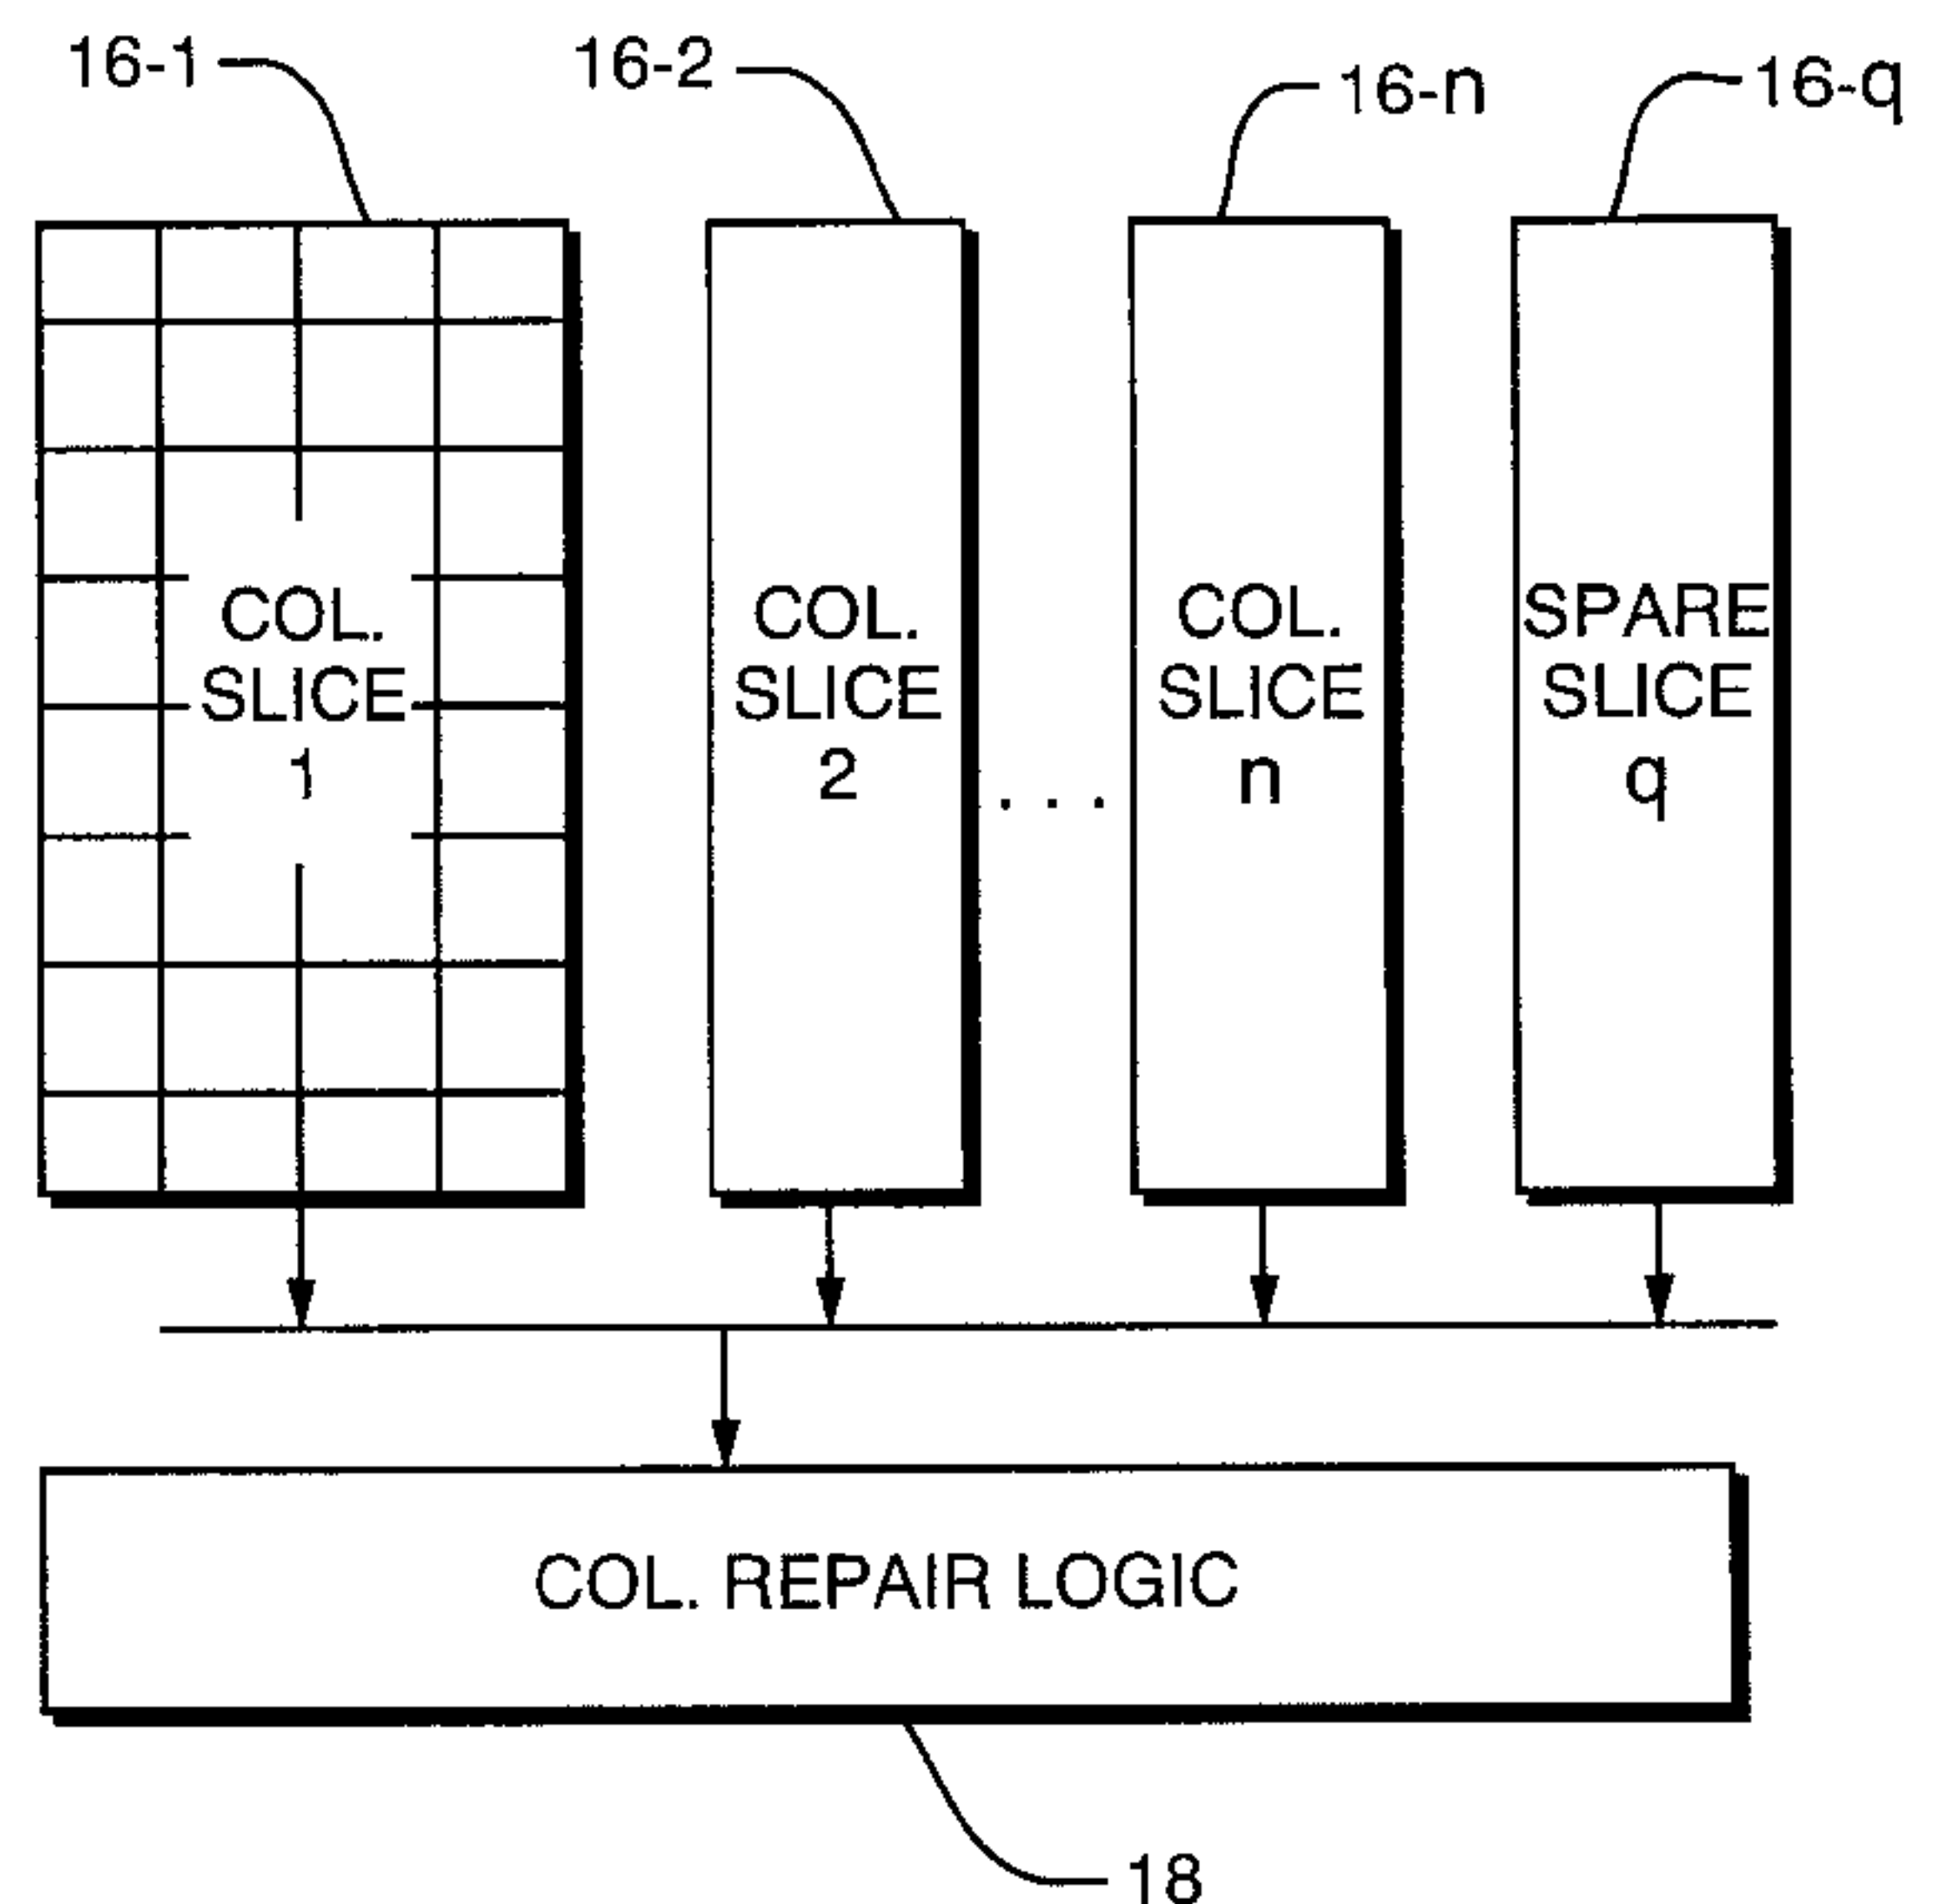 16-1
16-2
16-n
16-q
COL.
SLICE
1
COL.
SLICE
2
. . .
COL.
SLICE
n
SPARE
SLICE
q
COL. REPAIR LOGIC
18